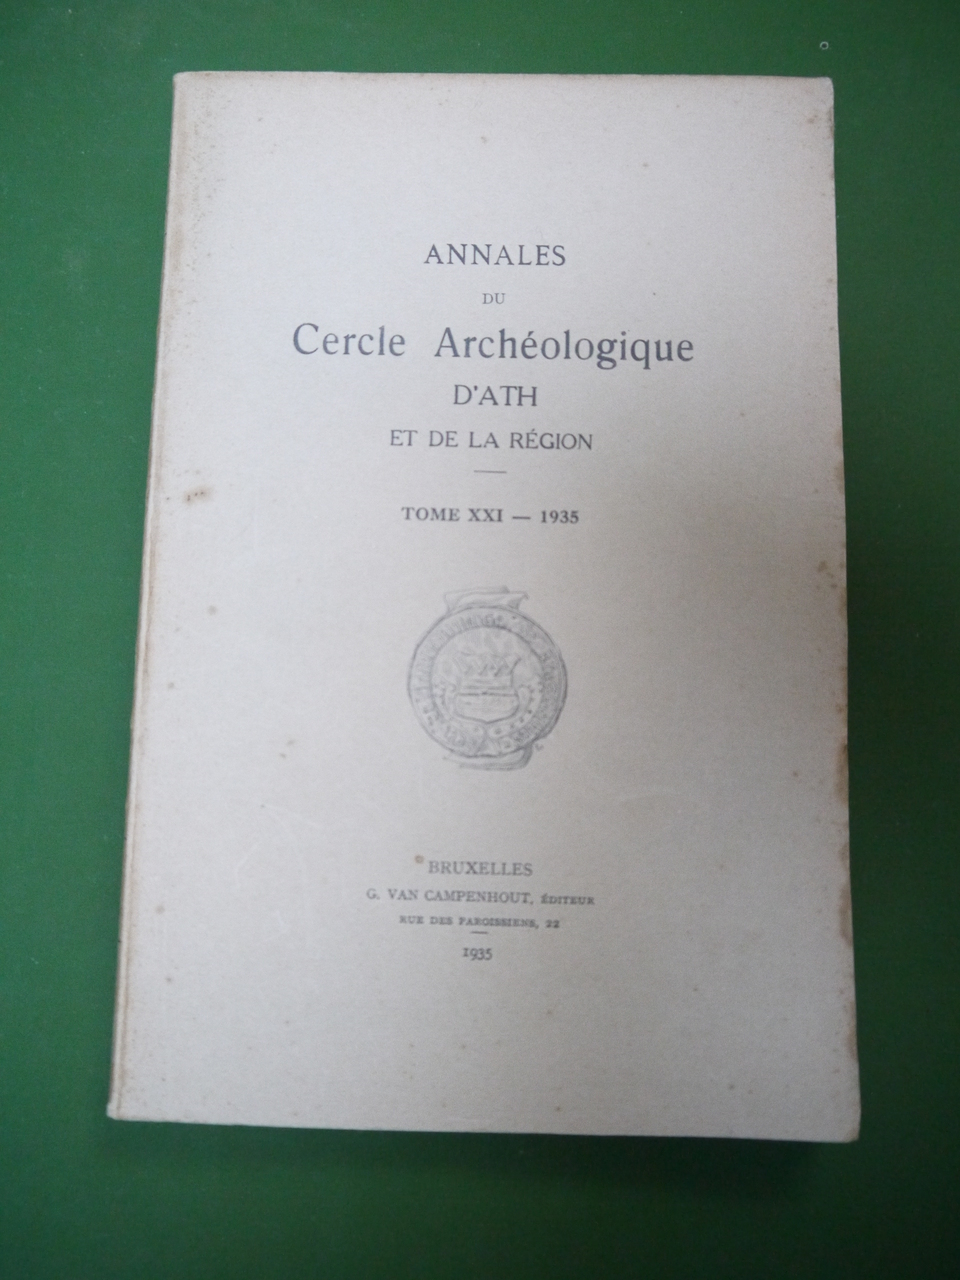 ANNALES
DU
Cercle Archéologique
D'ATH
ET DE LA RÉGION
TOME XXI — 1935
BRUXELLES
G. VAN CAMPENHOUT, ÉDITEUR
RUE DES PAROISSIENS, 22
1935